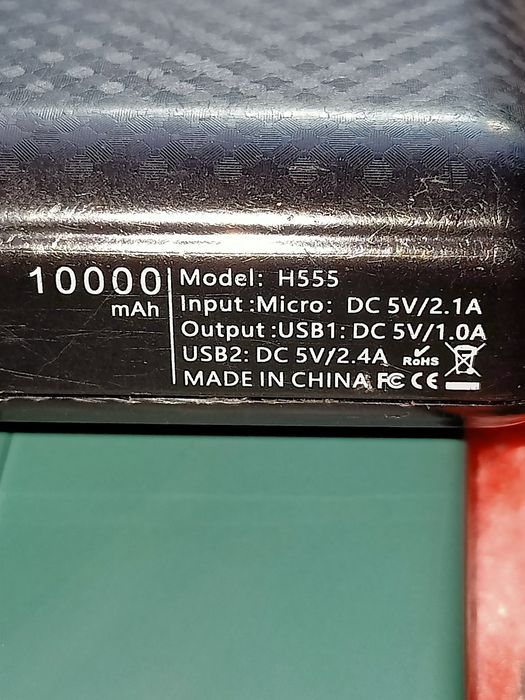 10000
mAh
Model: H555
Input :Micro: DC 5V/2.1A
Output :USB1: DC 5V/1.0A
USB2: DC 5V/2.4A RoHS
MADE IN CHINA FC CE